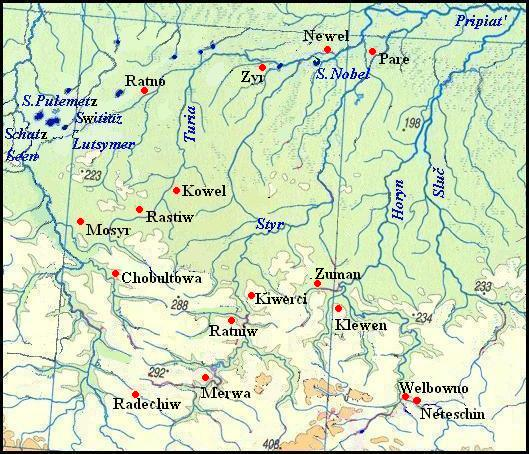 Pripiat'
Newel
Pare
S.Nobel
Zyr
Ratno
S.Pulemetz
Switiaz
Schatz
Seen
Lutsymer
Turia
198
223
Kowel
Rastiw
Mosyr
Styr
Horyn
Sluč
Chobultowa
Zuman
Kiwerci
288
233
Klewen
234
Ratniw
292
Merwa
Radechiw
Welbowno
Neteschin
408